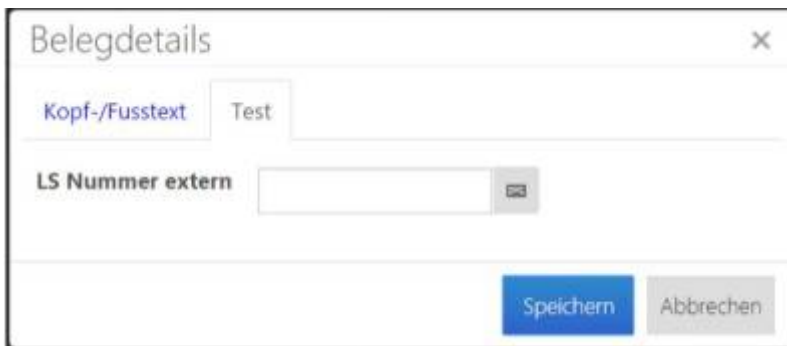 Belegdetails
Kopf-/Fusstext Test
LS Nummer extern
Speichern Abbrechen